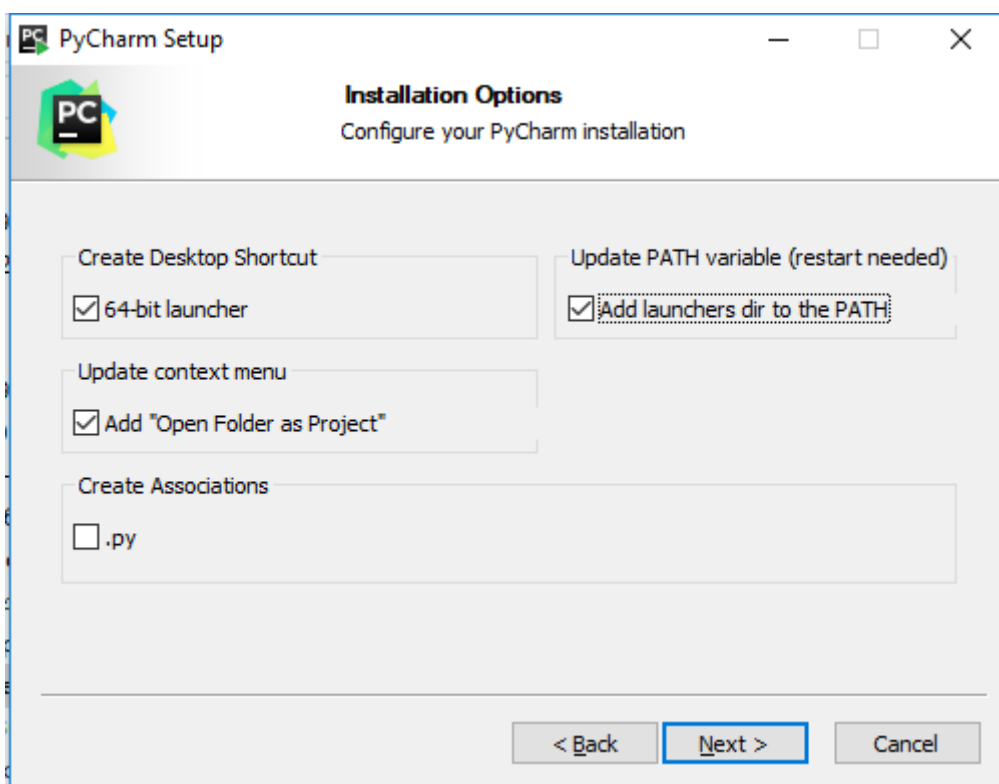 PyCharm Setup
PC
Installation Options
Configure your PyCharm installation
Create Desktop Shortcut
64-bit launcher
Update PATH variable (restart needed)
Add launchers dir to the PATH
Update context menu
Add "Open Folder as Project"
Create Associations
.py
< Back
Next >
Cancel